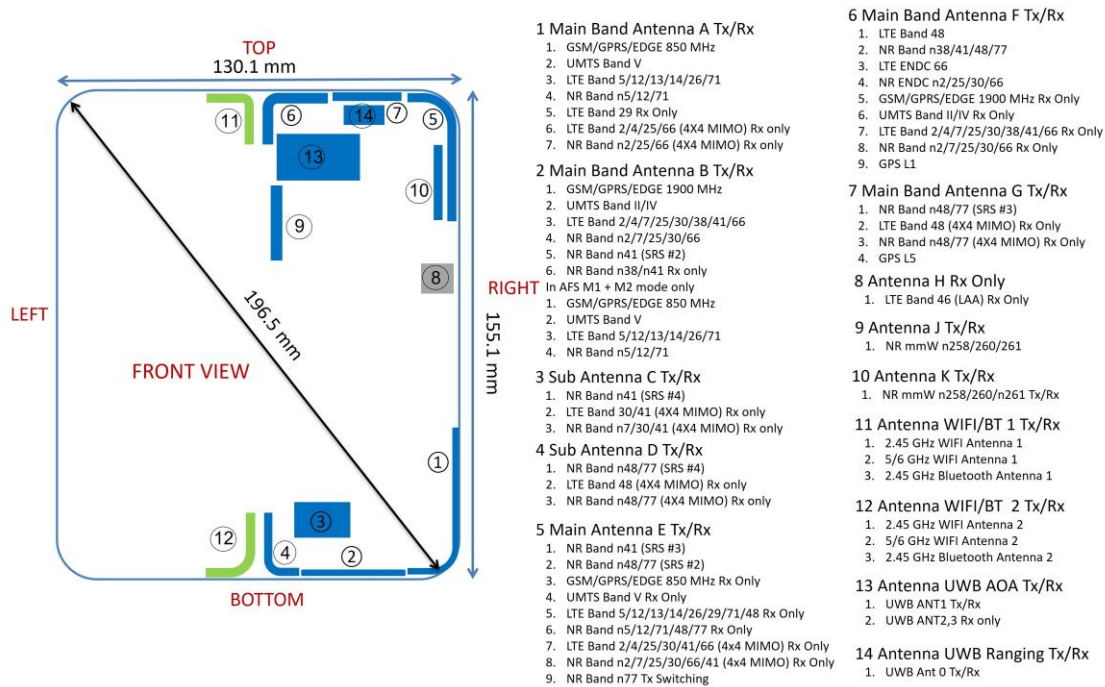 TOP
130.1 mm
11
6
14
7
5
13
10
9
8
LEFT
RIGHT
196.5 mm
155.1 mm
FRONT VIEW
1
12
3
4
2
BOTTOM
1 Main Band Antenna A Tx/Rx
1. GSM/GPRS/EDGE 850 MHz
2. UMTS Band V
3. LTE Band 5/12/13/14/26/71
4. NR Band n5/12/71
5. LTE Band 29 Rx Only
6. LTE Band 2/4/25/66 (4X4 MIMO) Rx only
7. NR Band n2/25/66 (4X4 MIMO) Rx only
2 Main Band Antenna B Tx/Rx
1. GSM/GPRS/EDGE 1900 MHz
2. UMTS Band II/IV
3. LTE Band 2/4/7/25/30/38/41/66
4. NR Band n2/7/25/30/66
5. NR Band n41 (SRS #2)
6. NR Band n38/n41 Rx only
In AFS M1 + M2 mode only
1. GSM/GPRS/EDGE 850 MHz
2. UMTS Band V
3. LTE Band 5/12/13/14/26/71
4. NR Band n5/12/71
3 Sub Antenna C Tx/Rx
1. NR Band n41 (SRS #4)
2. LTE Band 30/41 (4X4 MIMO) Rx only
3. NR Band n7/30/41 (4X4 MIMO) Rx only
4 Sub Antenna D Tx/Rx
1. NR Band n48/77 (SRS #4)
2. LTE Band 48 (4X4 MIMO) Rx only
3. NR Band n48/77 (4X4 MIMO) Rx only
5 Main Antenna E Tx/Rx
1. NR Band n41 (SRS #3)
2. NR Band n48/77 (SRS #2)
3. GSM/GPRS/EDGE 850 MHz Rx Only
4. UMTS Band V Rx Only
5. LTE Band 5/12/13/14/26/29/71/48 Rx Only
6. NR Band n5/12/71/48/77 Rx Only
7. LTE Band 2/4/25/30/41/66 (4x4 MIMO) Rx Only
8. NR Band n2/7/25/30/66/41 (4x4 MIMO) Rx Only
9. NR Band n77 Tx Switching
6 Main Band Antenna F Tx/Rx
1. LTE Band 48
2. NR Band n38/41/48/77
3. LTE ENDC 66
4. NR ENDC n2/25/30/66
5. GSM/GPRS/EDGE 1900 MHz Rx Only
6. UMTS Band II/IV Rx Only
7. LTE Band 2/4/7/25/30/38/41/66 Rx Only
8. NR Band n2/7/25/30/66 Rx Only
9. GPS L1
7 Main Band Antenna G Tx/Rx
1. NR Band n48/77 (SRS #3)
2. LTE Band 48 (4X4 MIMO) Rx Only
3. NR Band n48/77 (4X4 MIMO) Rx Only
4. GPS L5
8 Antenna H Rx Only
1. LTE Band 46 (LAA) Rx Only
9 Antenna J Tx/Rx
1. NR mmW n258/260/261
10 Antenna K Tx/Rx
1. NR mmW n258/260/n261 Tx/Rx
11 Antenna WIFI/BT 1 Tx/Rx
1. 2.45 GHz WIFI Antenna 1
2. 5/6 GHz WIFI Antenna 1
3. 2.45 GHz Bluetooth Antenna 1
12 Antenna WIFI/BT 2 Tx/Rx
1. 2.45 GHz WIFI Antenna 2
2. 5/6 GHz WIFI Antenna 2
3. 2.45 GHz Bluetooth Antenna 2
13 Antenna UWB AOA Tx/Rx
1. UWB ANT1 Tx/Rx
2. UWB ANT2,3 Rx only
14 Antenna UWB Ranging Tx/Rx
1. UWB Ant 0 Tx/Rx